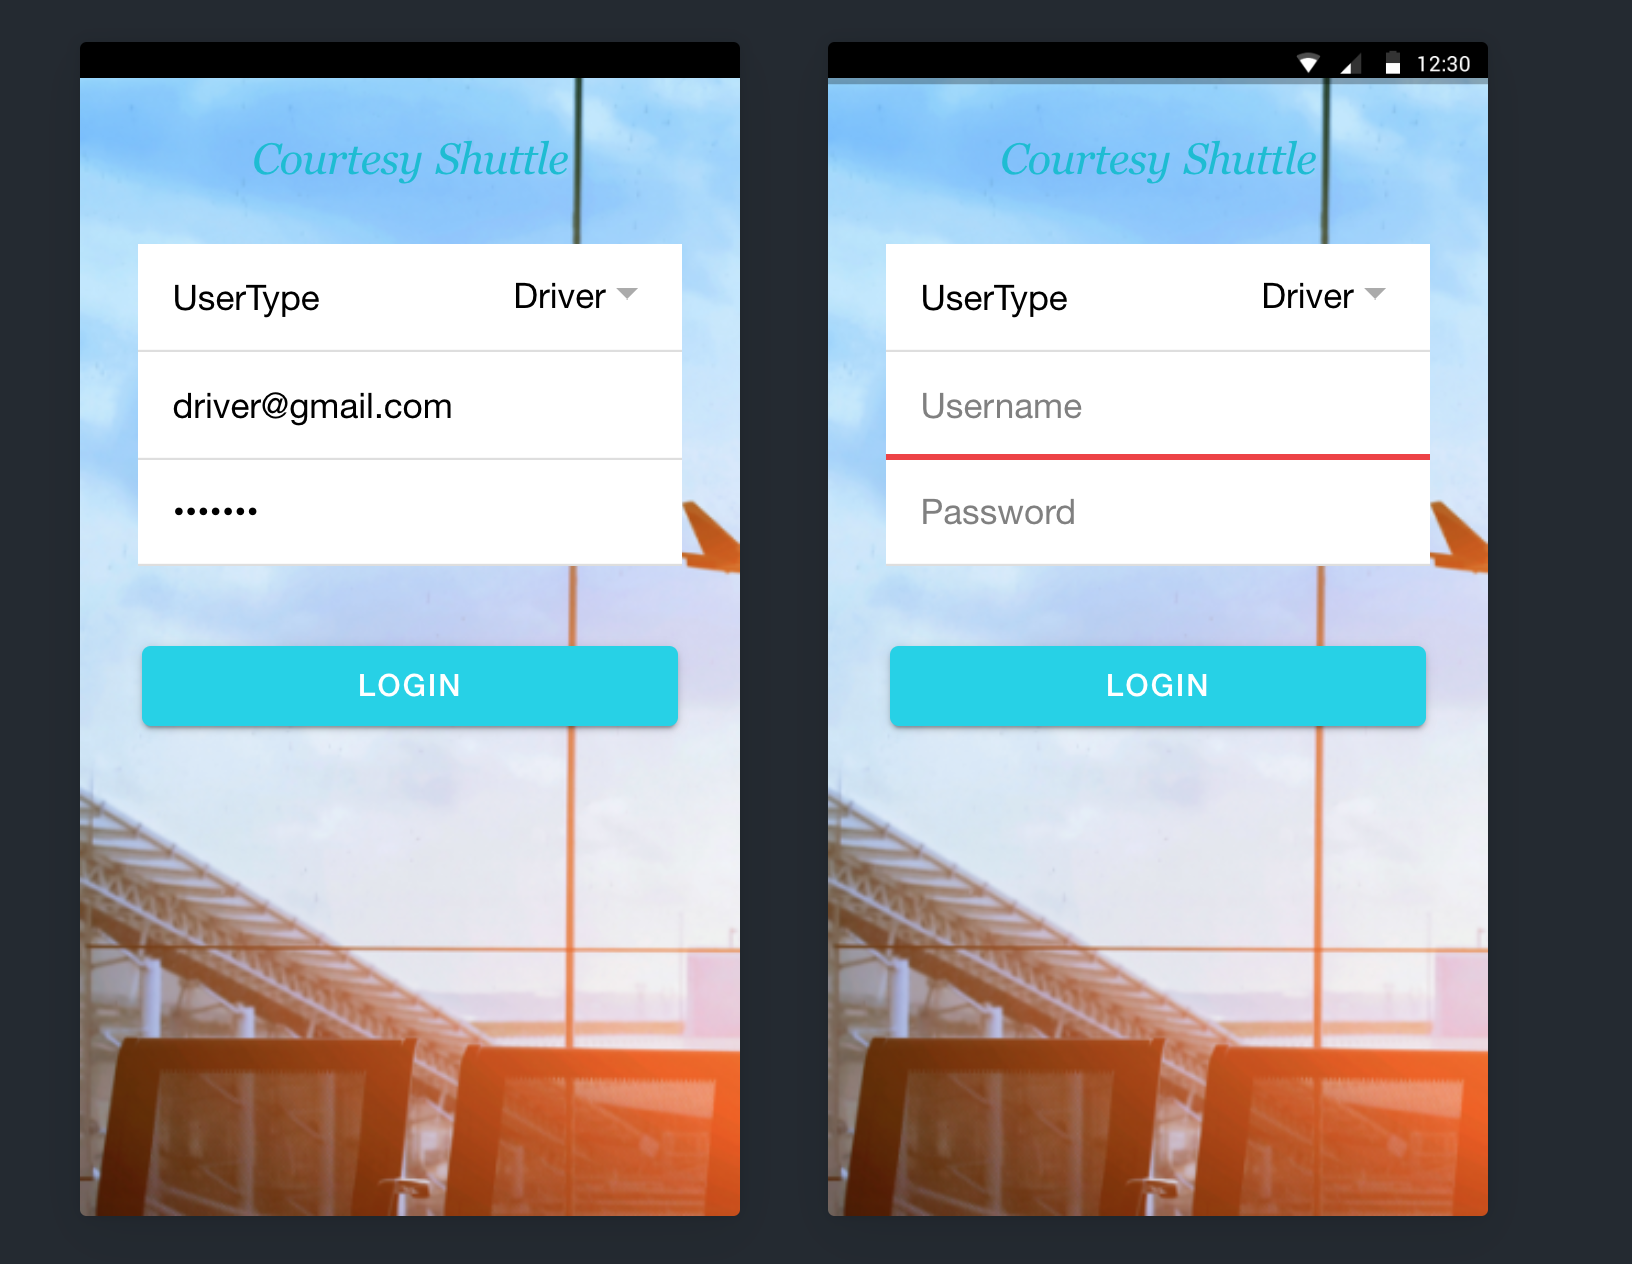 Courtesy Shuttle
UserType Driver
driver@gmail.com
•••••••
LOGIN
12:30
Courtesy Shuttle
UserType Driver
Username
Password
LOGIN